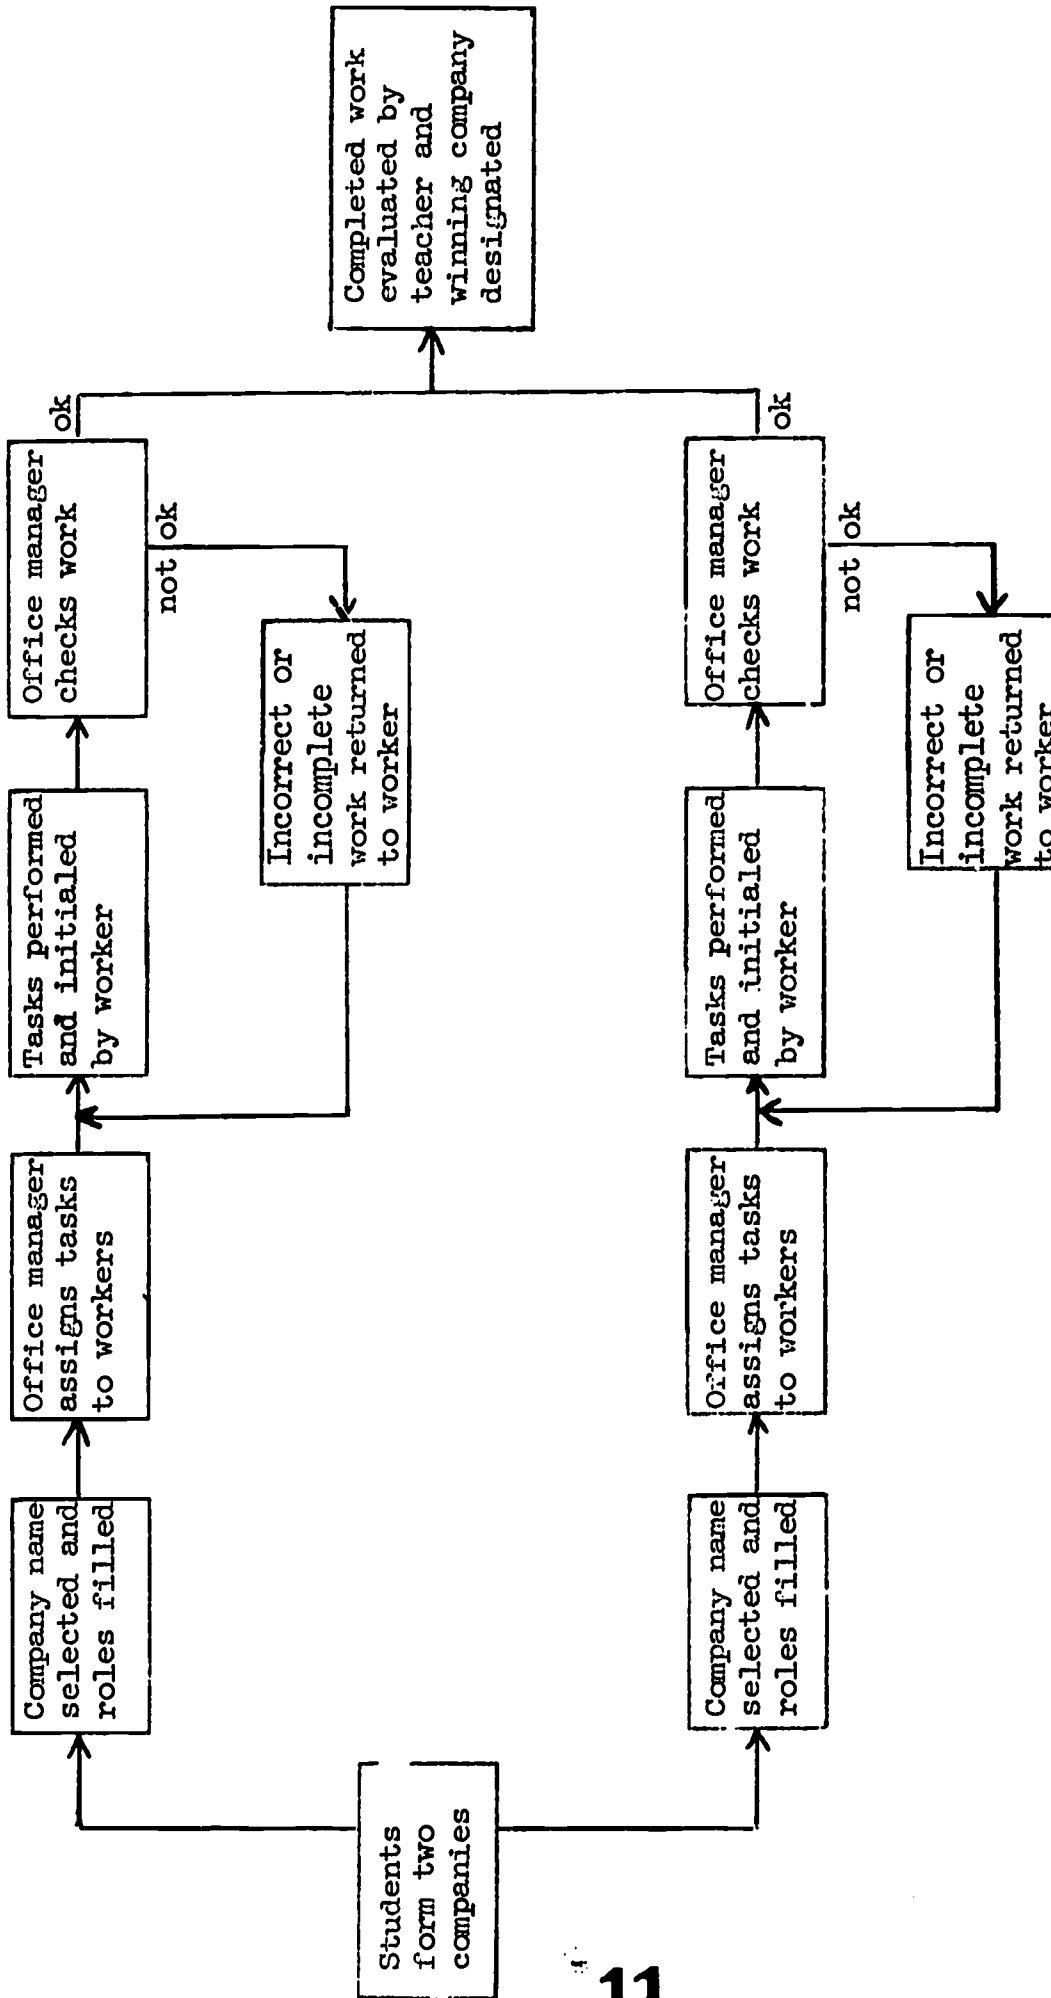 Students
form two
companies
Company name
selected and
roles filled
Office manager
assigns tasks
to workers
Tasks performed
and initialed
by worker
Office manager
checks work
ok
not ok
Incorrect or
incomplete
work returned
to worker
Company name
selected and
roles filled
Office manager
assigns tasks
to workers
Tasks performed
and initialed
by worker
Office manager
checks work
ok
not ok
Incorrect or
incomplete
work returned
to worker
Completed work
evaluated by
teacher and
winning company
designated
11